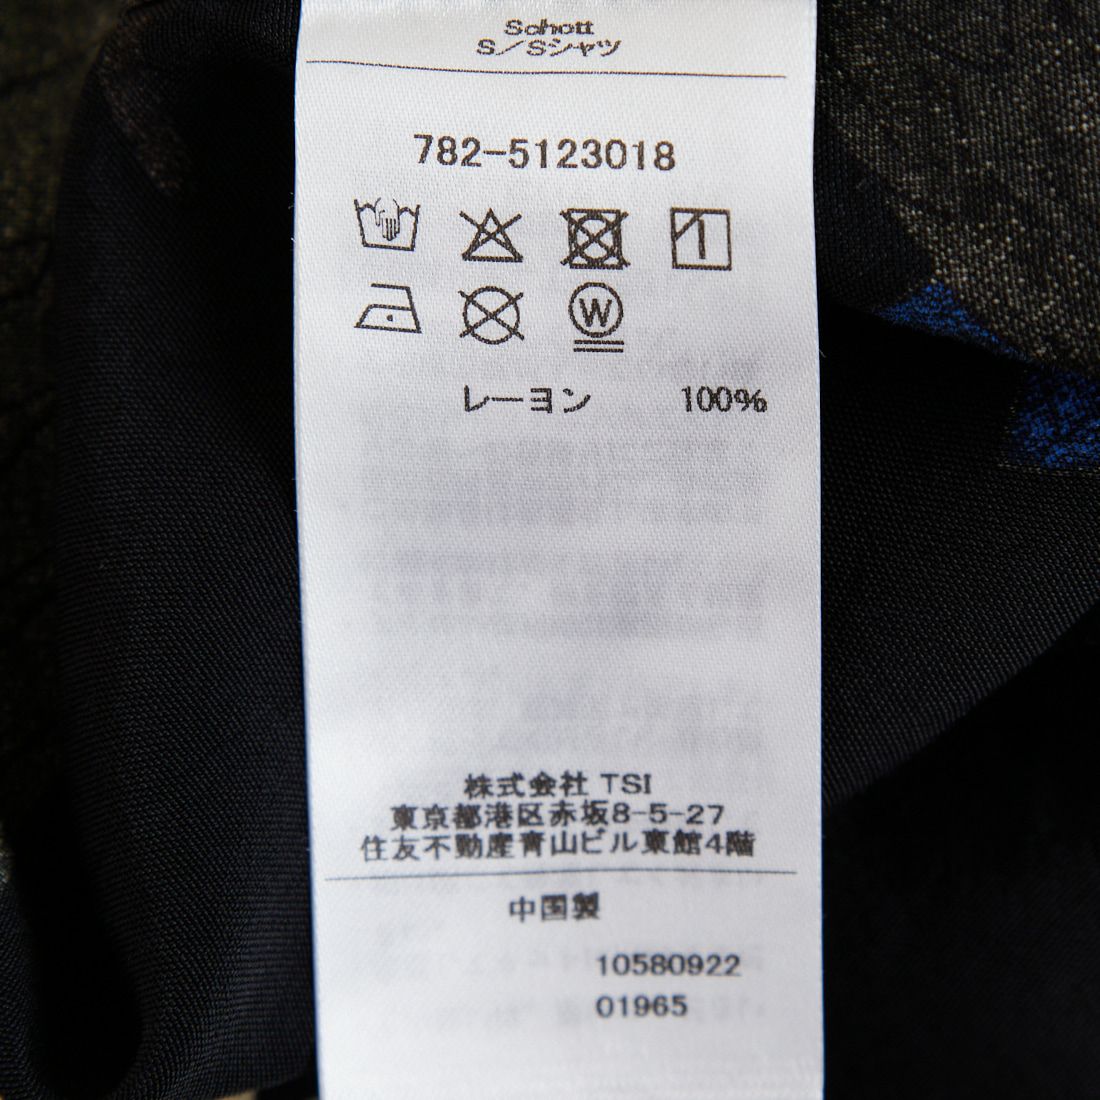 Schott
S/Sシャツ
782-5123018
W
レーヨン 100%
株式会社 TSI
東京都港区赤坂8-5-27
住友不動産青山ビル東館4階
中国製
10580922
01965